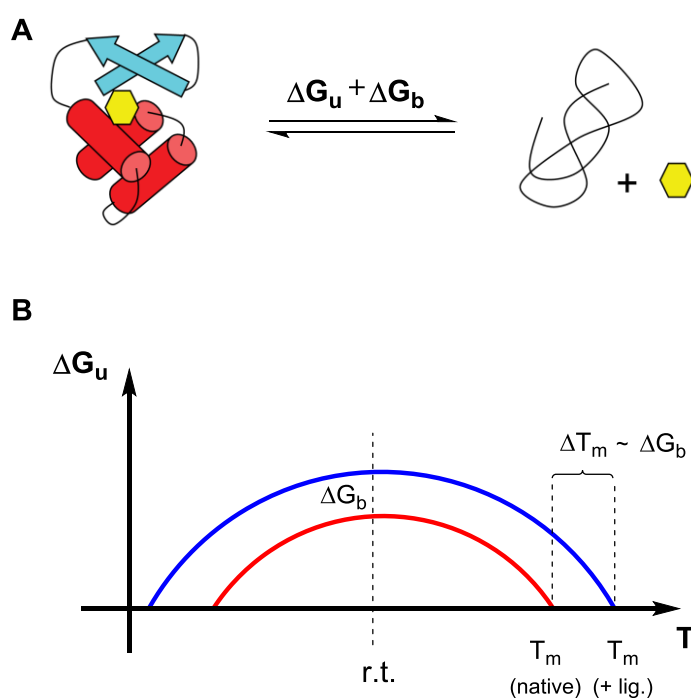 A
ΔGu + ΔGb
+
B
ΔGu
ΔTm ~ ΔGb
ΔGb
T
r.t.
Tm
(native)
Tm
(+ lig.)